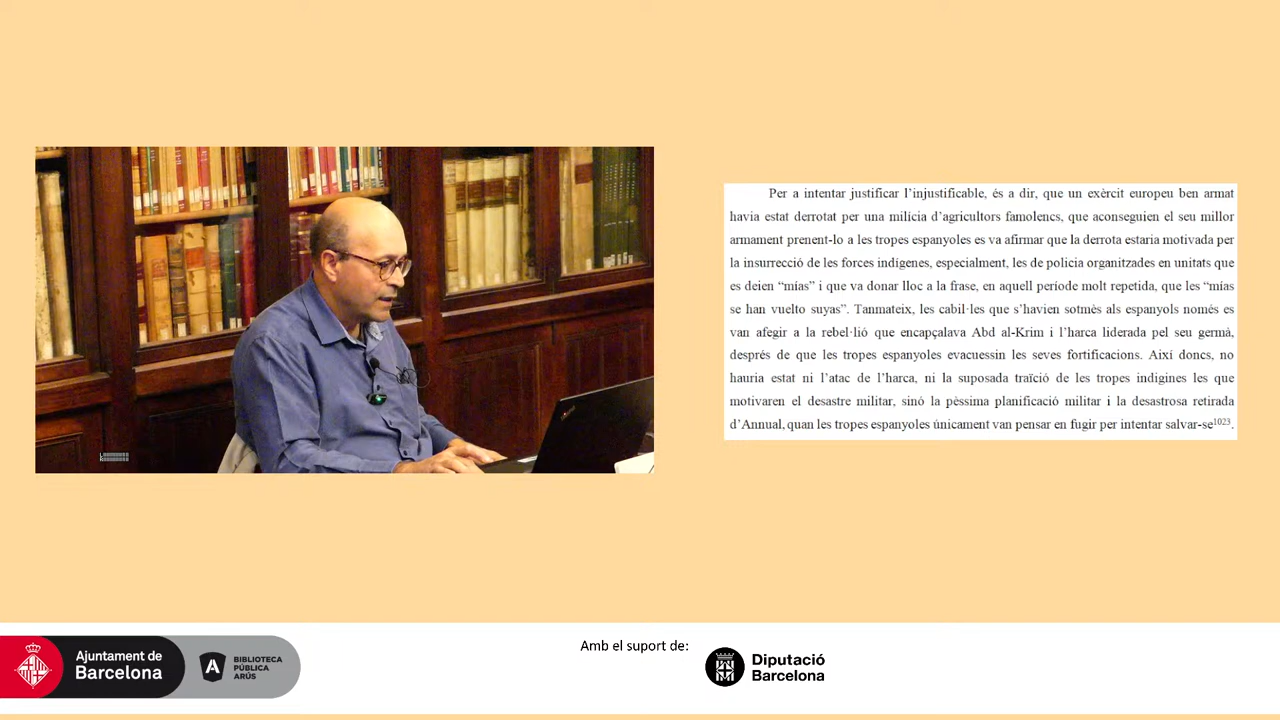 Per a intentar justificar l’injustificable, és a dir, que un exèrcit europeu ben armat
havia estat derrotat per una milícia d’agricultors famolencs, que aconseguien el seu millor
armament prenent-lo a les tropes espanyoles es va afirmar que la derrota estaria motivada per
la insurrecció de les forces indígenes, especialment, les de policia organitzades en unitats que
es deien “mías” i que va donar lloc a la frase, en aquell període molt repetida, que les “mías
se han vuelto suyas”. Tanmateix, les cabil·les que s’havien sotmès als espanyols només es
van afegir a la rebel·lió que encapçalava Abd al-Krim i l’harca liderada pel seu germà,
després de que les tropes espanyoles evacuessin les seves fortificacions. Així doncs, no
hauria estat ni l’atac de l’harca, ni la suposada traïció de les tropes indígines les que
motivaren el desastre militar, sinó la pèssima planificació militar i la desastrosa retirada
d’Annual, quan les tropes espanyoles únicament van pensar en fugir per intentar salvar-se1023.
Amb el suport de:
Ajuntament de
Barcelona
A
BIBLIOTECA
PÚBLICA
ARÚS
Diputació
Barcelona